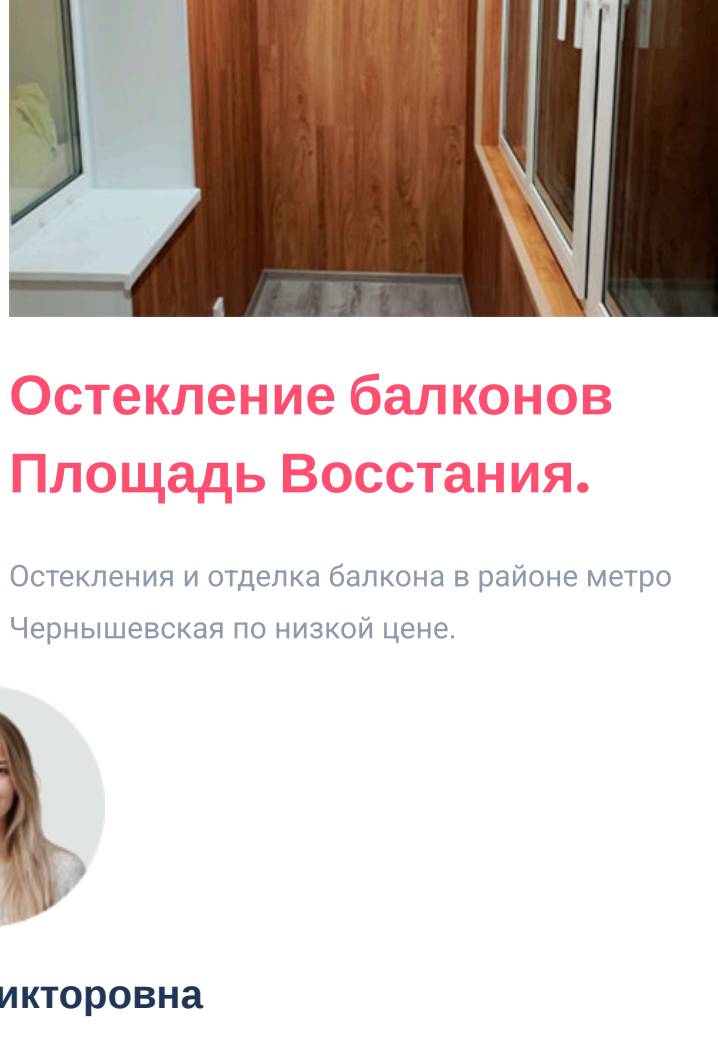 Остекление балконов
Площадь Восстания.
Остекления и отделка балкона в районе метро
Чернышевская по низкой цене.
икторовна